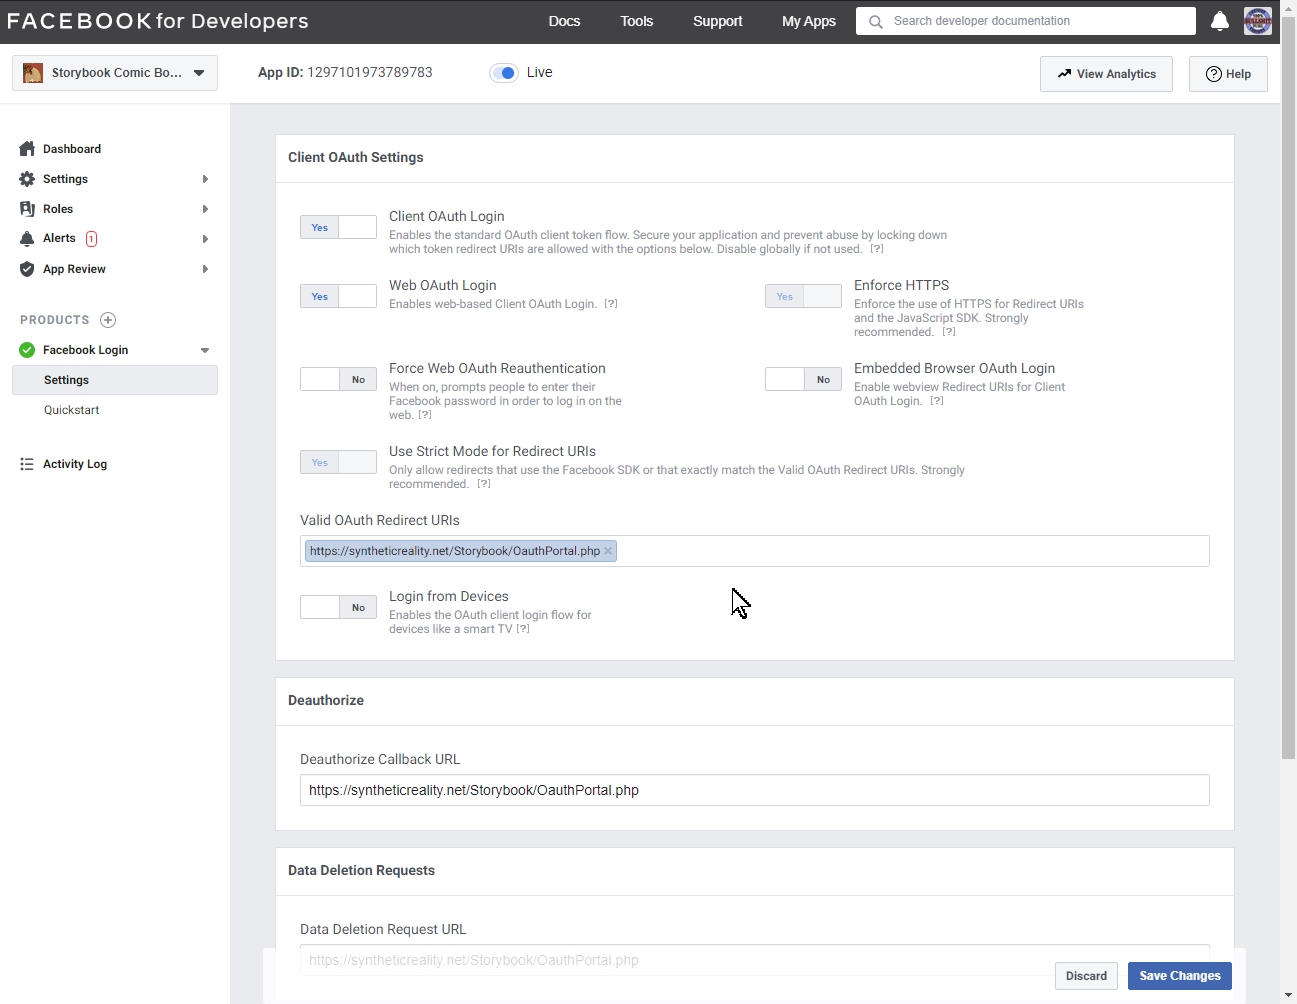 FACEBOOK for Developers
Docs
Tools
Support
My Apps
Search developer documentation
Storybook Comic Bo...
App ID: 1297101973789783
Live
View Analytics
Help
Dashboard
Settings
Roles
Alerts 1
App Review
PRODUCTS
Facebook Login
Settings
Quickstart
Activity Log
Client OAuth Settings
Yes
Client OAuth Login
Enables the standard OAuth client token flow. Secure your application and prevent abuse by locking down
which token redirect URIs are allowed with the options below. Disable globally if not used. [?]
Yes
Web OAuth Login
Enables web-based Client OAuth Login. [?]
Yes
Enforce HTTPS
Enforce the use of HTTPS for Redirect URIs
and the JavaScript SDK. Strongly
recommended. [?]
No
Force Web OAuth Reauthentication
When on, prompts people to enter their
Facebook password in order to log in on the
web. [?]
No
Embedded Browser OAuth Login
Enable webview Redirect URIs for Client
OAuth Login. [?]
Yes
Use Strict Mode for Redirect URIs
Only allow redirects that use the Facebook SDK or that exactly match the Valid OAuth Redirect URIs. Strongly
recommended. [?]
Valid OAuth Redirect URIs
https://syntheticreality.net/Storybook/OauthPortal.php
No
Login from Devices
Enables the OAuth client login flow for
devices like a smart TV [?]
Deauthorize
Deauthorize Callback URL
https://syntheticreality.net/Storybook/OauthPortal.php
Data Deletion Requests
Data Deletion Request URL
https://syntheticreality.net/Storybook/OauthPortal.php
Discard
Save Changes